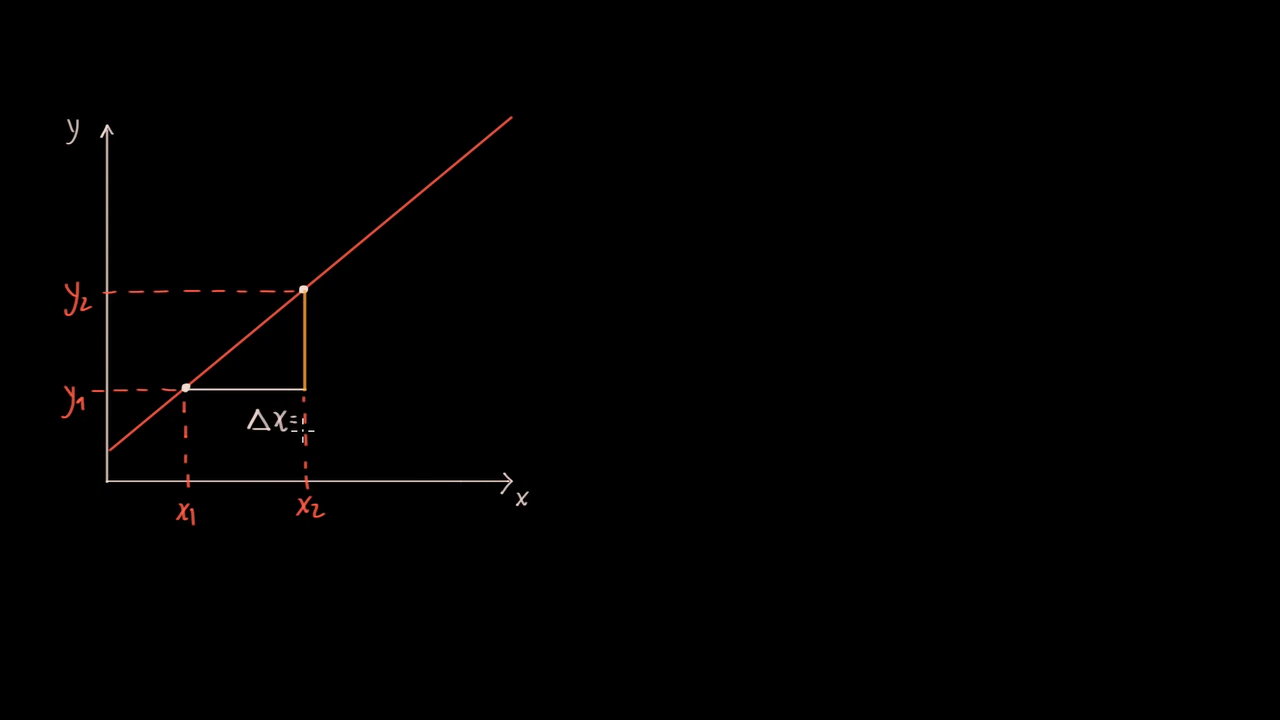 y
y₂
y₁
Δx=
x₁
x₂
x